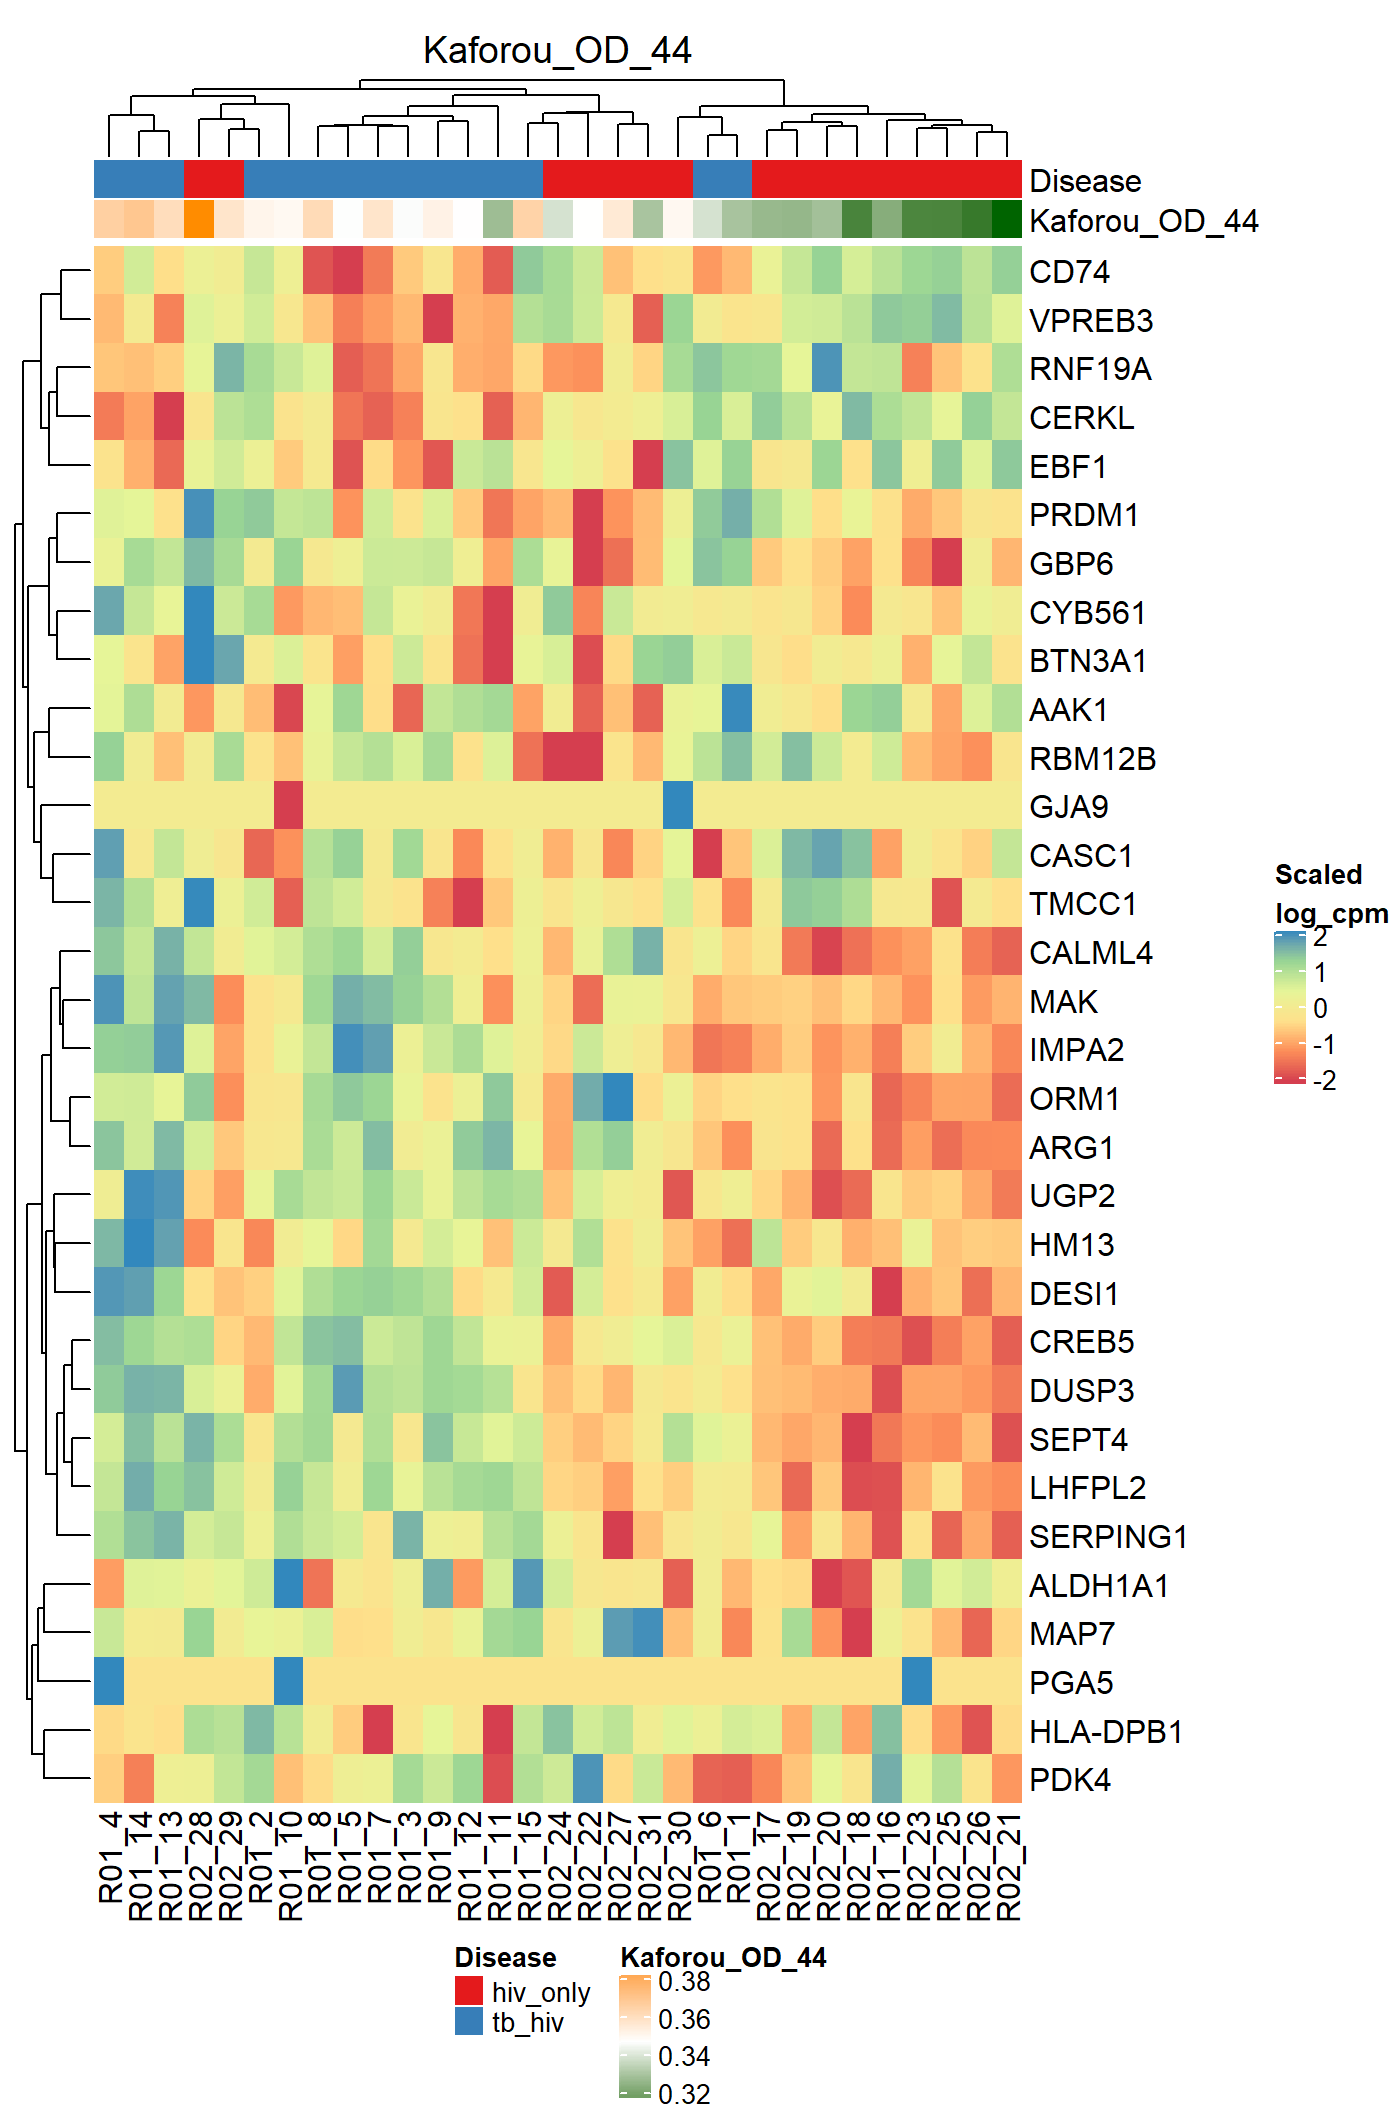 Kaforou_OD_44
Disease
Kaforou_OD_44
CD74
VPREB3
RNF19A
CERKL
EBF1
PRDM1
GBP6
CYB561
BTN3A1
AAK1
RBM12B
GJA9
CASC1
TMCC1
CALML4
MAK
IMPA2
ORM1
ARG1
UGP2
HM13
DESI1
CREB5
DUSP3
SEPT4
LHFPL2
SERPING1
ALDH1A1
MAP7
PGA5
HLA-DPB1
PDK4
Scaled
log_cpm
2
1
0
-1
-2
R01_4
R01_14
R01_13
R02_28
R02_29
R01_2
R01_10
R01_8
R01_5
R01_7
R01_3
R01_9
R01_12
R01_11
R01_15
R02_24
R02_22
R02_27
R02_31
R02_30
R01_6
R01_1
R02_17
R02_19
R02_20
R02_18
R01_16
R02_23
R02_25
R02_26
R02_21
Disease
hiv_only
tb_hiv
Kaforou_OD_44
0.38
0.36
0.34
0.32